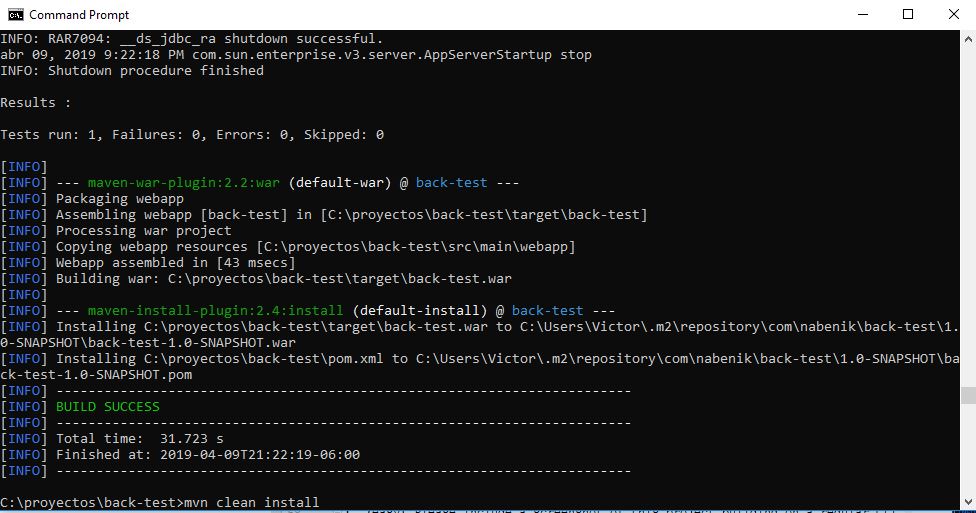 Command Prompt
INFO: RAR7094: __ds_jdbc_ra shutdown successful.
abr 09, 2019 9:22:18 PM com.sun.enterprise.v3.server.AppServerStartup stop
INFO: Shutdown procedure finished
Results :
Tests run: 1, Failures: 0, Errors: 0, Skipped: 0
[INFO]
[INFO] --- maven-war-plugin:2.2:war (default-war) @ back-test ---
[INFO] Packaging webapp
[INFO] Assembling webapp [back-test] in [C:\proyectos\back-test\target\back-test]
[INFO] Processing war project
[INFO] Copying webapp resources [C:\proyectos\back-test\src\main\webapp]
[INFO] Webapp assembled in [43 msecs]
[INFO] Building war: C:\proyectos\back-test\target\back-test.war
[INFO]
[INFO] --- maven-install-plugin:2.4:install (default-install) @ back-test ---
[INFO] Installing C:\proyectos\back-test\target\back-test.war to C:\Users\Victor\.m2\repository\com\nabenik\back-test\1.
0-SNAPSHOT\back-test-1.0-SNAPSHOT.war
[INFO] Installing C:\proyectos\back-test\pom.xml to C:\Users\Victor\.m2\repository\com\nabenik\back-test\1.0-SNAPSHOT\ba
ck-test-1.0-SNAPSHOT.pom
[INFO] ------------------------------------------------------------------------
[INFO] BUILD SUCCESS
[INFO] ------------------------------------------------------------------------
[INFO] Total time:  31.723 s
[INFO] Finished at: 2019-04-09T21:22:19-06:00
[INFO] ------------------------------------------------------------------------
C:\proyectos\back-test>mvn clean install